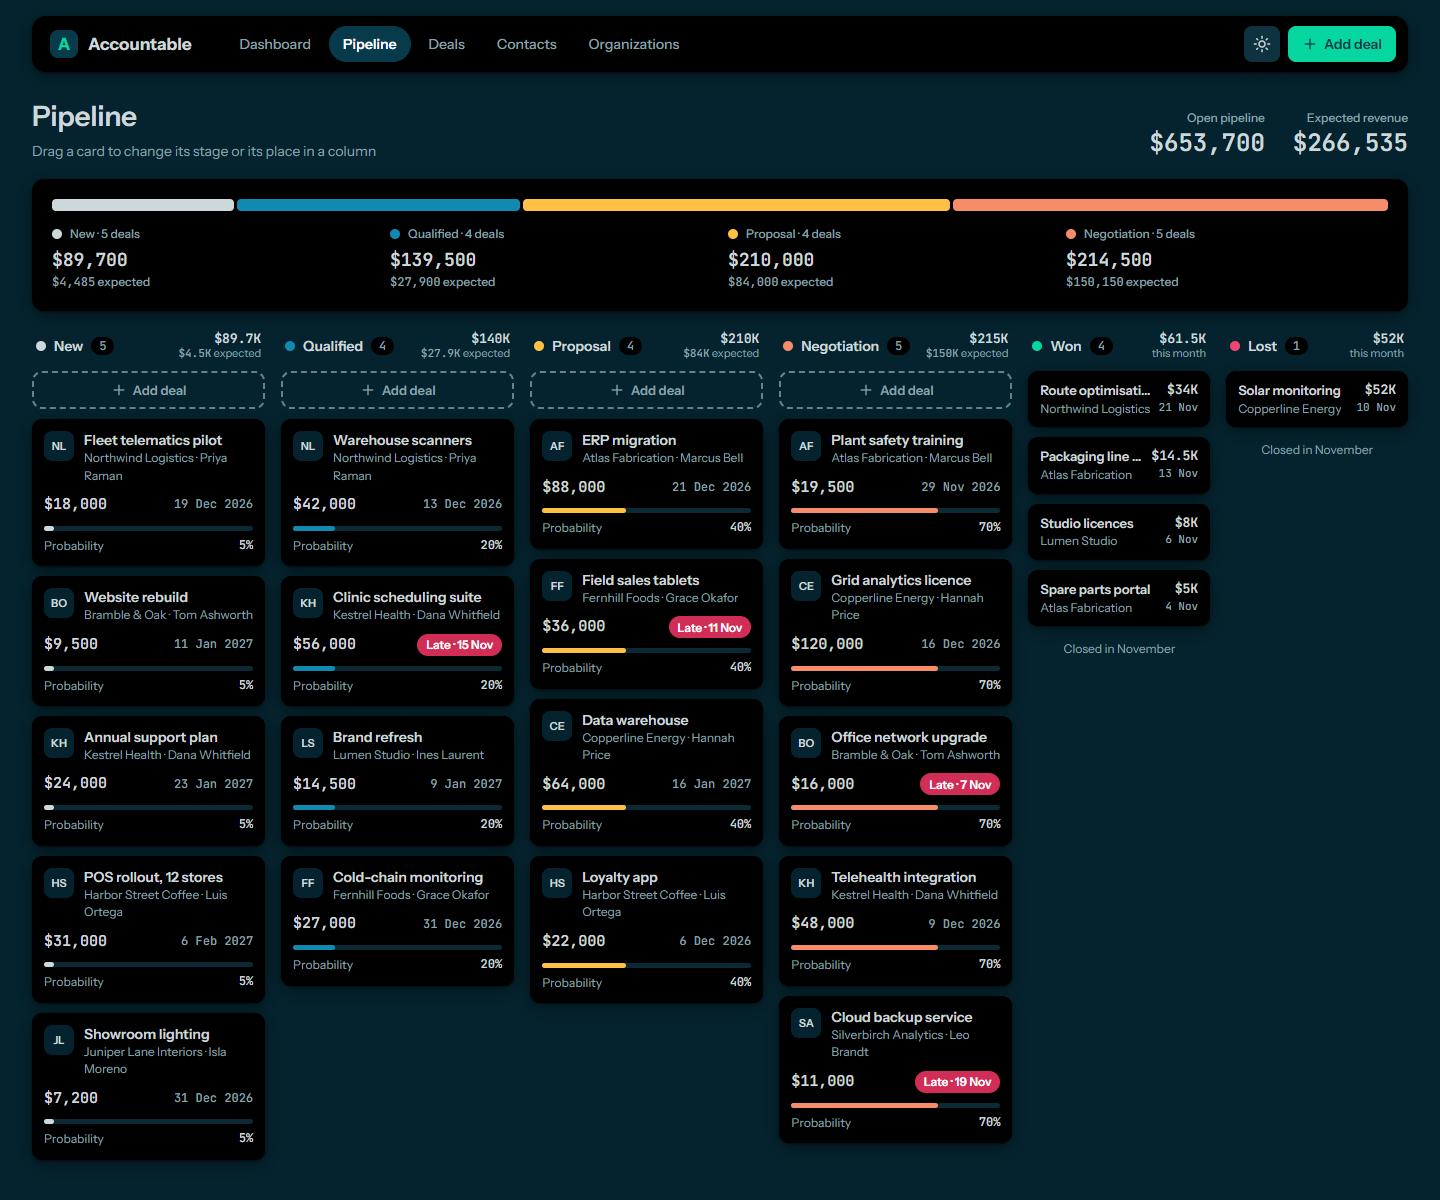 A Accountable Dashboard Pipeline Deals Contacts Organizations + Add deal
Pipeline
Drag a card to change its stage or its place in a column
Open pipeline
$653,700
Expected revenue
$266,535
New · 5 deals
$89,700
$4,485 expected
Qualified · 4 deals
$139,500
$27,900 expected
Proposal · 4 deals
$210,000
$84,000 expected
Negotiation · 5 deals
$214,500
$150,150 expected
New 5 $89.7K
$4.5K expected
+ Add deal
NL Fleet telematics pilot
Northwind Logistics · Priya
Raman
$18,000 19 Dec 2026
Probability 5%
BO Website rebuild
Bramble & Oak · Tom Ashworth
$9,500 11 Jan 2027
Probability 5%
KH Annual support plan
Kestrel Health · Dana Whitfield
$24,000 23 Jan 2027
Probability 5%
HS POS rollout, 12 stores
Harbor Street Coffee · Luis
Ortega
$31,000 6 Feb 2027
Probability 5%
JL Showroom lighting
Juniper Lane Interiors · Isla
Moreno
$7,200 31 Dec 2026
Probability 5%
Qualified 4 $140K
$27.9K expected
+ Add deal
NL Warehouse scanners
Northwind Logistics · Priya
Raman
$42,000 13 Dec 2026
Probability 20%
KH Clinic scheduling suite
Kestrel Health · Dana Whitfield
$56,000 Late · 15 Nov
Probability 20%
LS Brand refresh
Lumen Studio · Ines Laurent
$14,500 9 Jan 2027
Probability 20%
FF Cold-chain monitoring
Fernhill Foods · Grace Okafor
$27,000 31 Dec 2026
Probability 20%
Proposal 4 $210K
$84K expected
+ Add deal
AF ERP migration
Atlas Fabrication · Marcus Bell
$88,000 21 Dec 2026
Probability 40%
FF Field sales tablets
Fernhill Foods · Grace Okafor
$36,000 Late · 11 Nov
Probability 40%
CE Data warehouse
Copperline Energy · Hannah
Price
$64,000 16 Jan 2027
Probability 40%
HS Loyalty app
Harbor Street Coffee · Luis
Ortega
$22,000 6 Dec 2026
Probability 40%
Negotiation 5 $215K
$150K expected
+ Add deal
AF Plant safety training
Atlas Fabrication · Marcus Bell
$19,500 29 Nov 2026
Probability 70%
CE Grid analytics licence
Copperline Energy · Hannah
Price
$120,000 16 Dec 2026
Probability 70%
BO Office network upgrade
Bramble & Oak · Tom Ashworth
$16,000 Late · 7 Nov
Probability 70%
KH Telehealth integration
Kestrel Health · Dana Whitfield
$48,000 9 Dec 2026
Probability 70%
SA Cloud backup service
Silverbirch Analytics · Leo
Brandt
$11,000 Late · 19 Nov
Probability 70%
Won 4 $61.5K
this month
Route optimisati... $34K
Northwind Logistics 21 Nov
Packaging line ... $14.5K
Atlas Fabrication 13 Nov
Studio licences $8K
Lumen Studio 6 Nov
Spare parts portal $5K
Atlas Fabrication 4 Nov
Closed in November
Lost 1 $52K
this month
Solar monitoring $52K
Copperline Energy 10 Nov
Closed in November